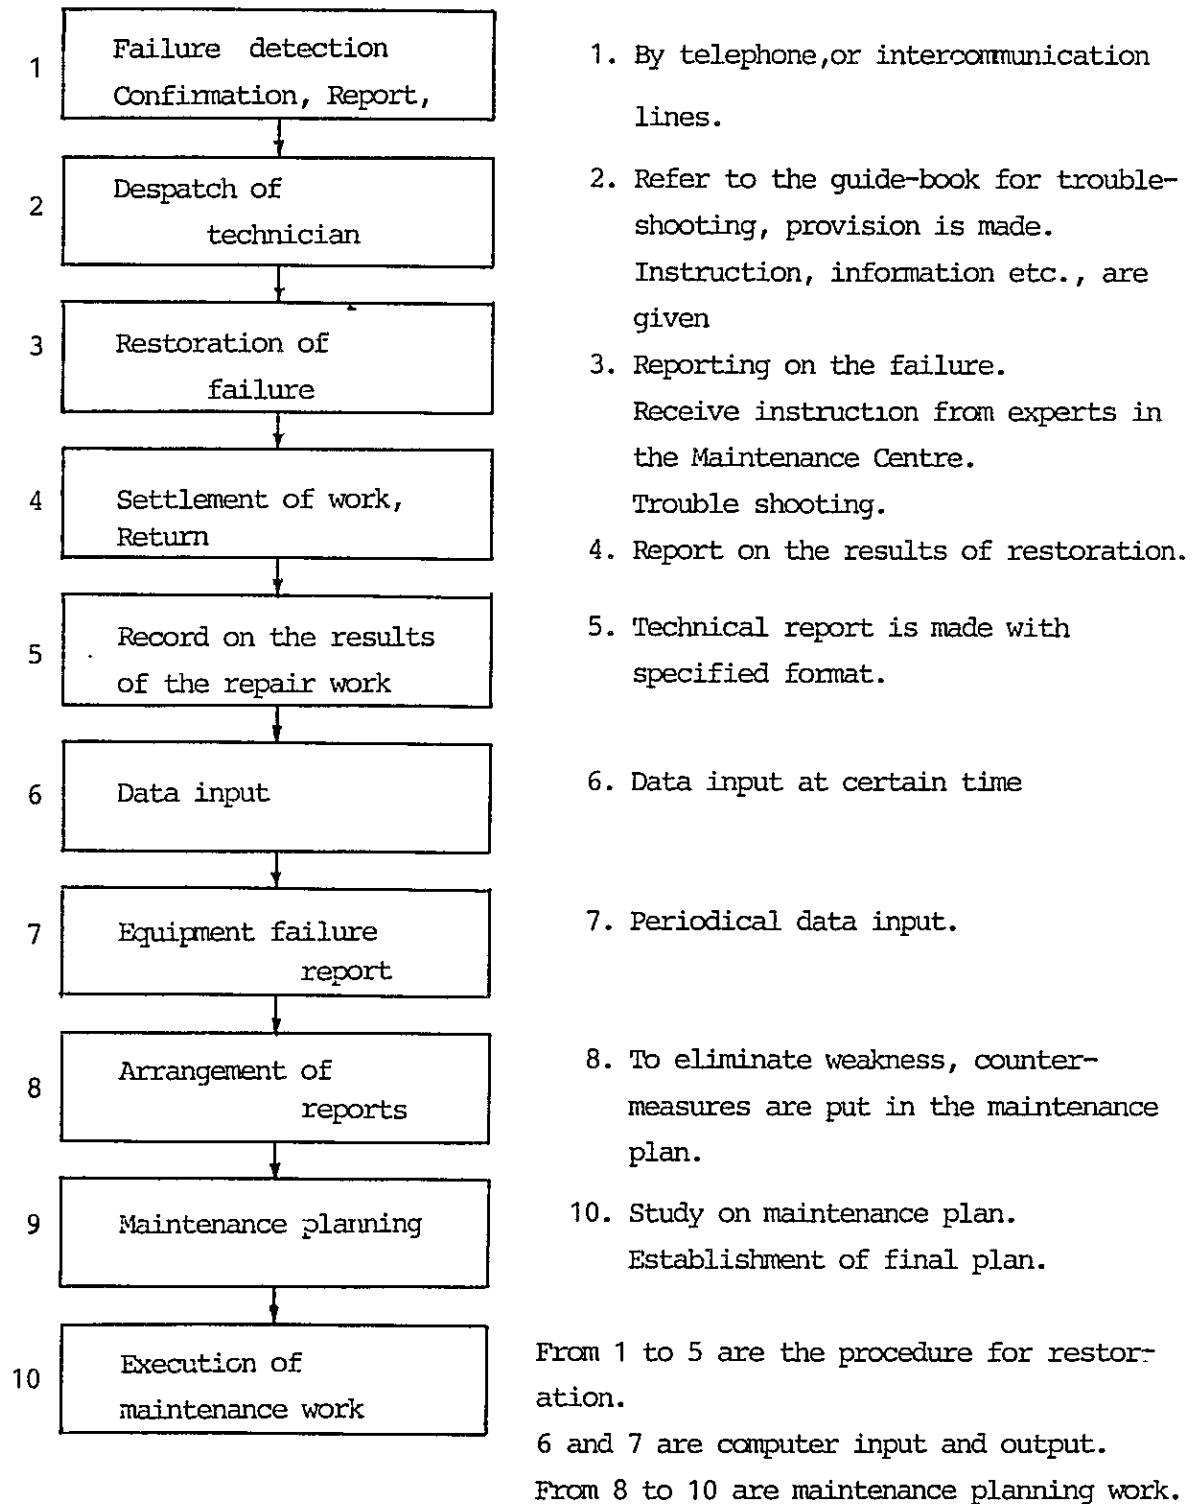 1
Failure detection
Confirmation, Report,
2
Despatch of
technician
3
Restoration of
failure
4
Settlement of work,
Return
5
Record on the results
of the repair work
6
Data input
7
Equipment failure
report
8
Arrangement of
reports
9
Maintenance planning
10
Execution of
maintenance work
1. By telephone,or intercommunication
lines.
2. Refer to the guide-book for trouble-
shooting, provision is made.
Instruction, information etc., are
given
3. Reporting on the failure.
Receive instruction from experts in
the Maintenance Centre.
Trouble shooting.
4. Report on the results of restoration.
5. Technical report is made with
specified format.
6. Data input at certain time
7. Periodical data input.
8. To eliminate weakness, counter-
measures are put in the maintenance
plan.
10. Study on maintenance plan.
Establishment of final plan.
From 1 to 5 are the procedure for restor-
ation.
6 and 7 are computer input and output.
From 8 to 10 are maintenance planning work.